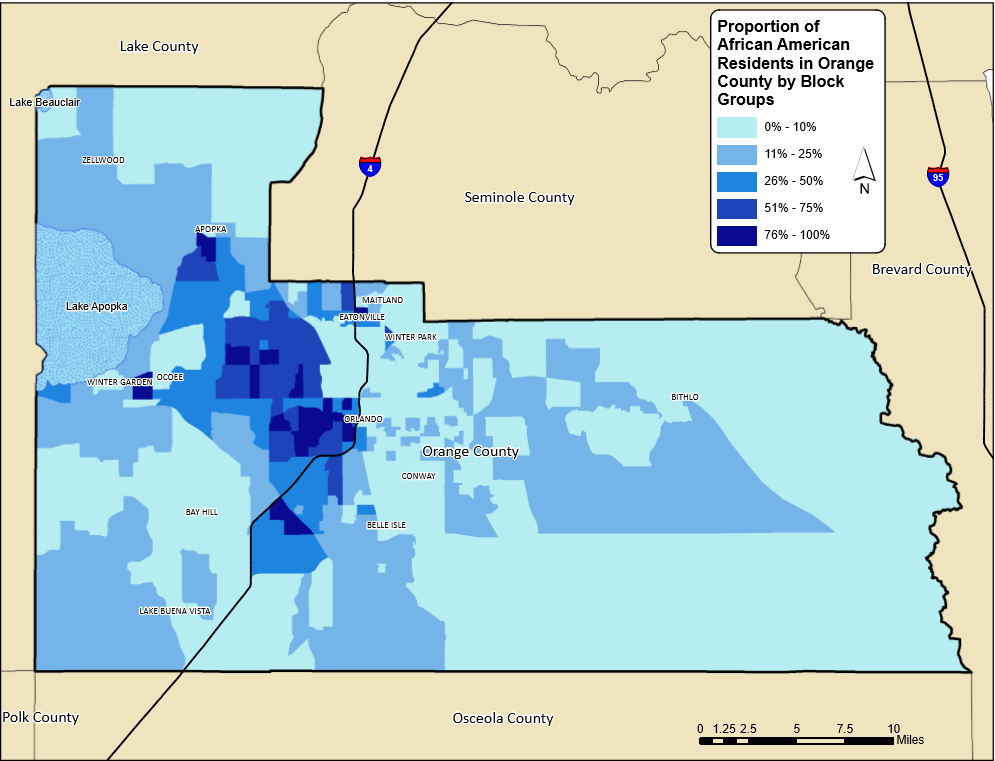 Proportion of
African American
Residents in Orange
County by Block
Groups
0% - 10%
11% - 25%
26% - 50%
51% - 75%
76% - 100%
N
Lake County
Lake Beauclair
ZELLWOOD
4
95
Seminole County
APOPKA
Brevard County
Lake Apopka
MAITLAND
EATONVILLE
WINTER PARK
WINTER GARDEN
OCOEE
BITHLO
ORLANDO
Orange County
CONWAY
BAY HILL
BELLE ISLE
LAKE BUENA VISTA
Polk County
Osceola County
0 1.25 2.5 5 7.5 10
Miles